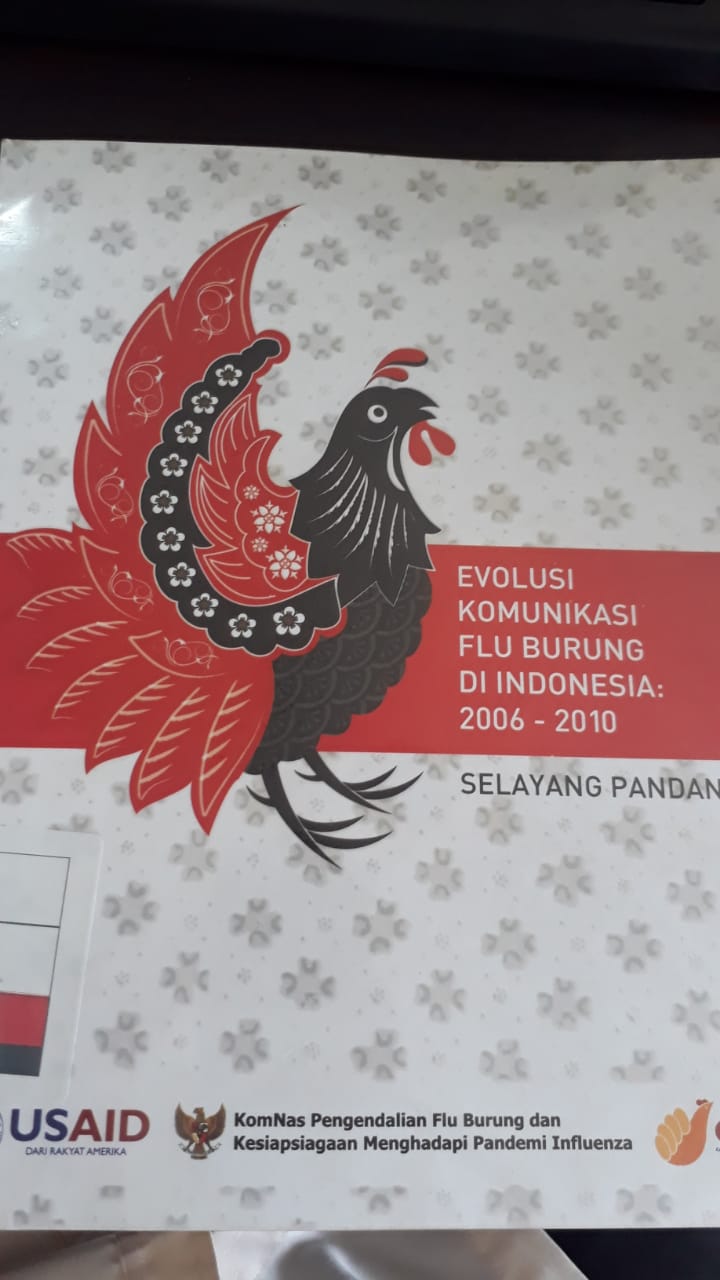 EVOLUSI
KOMUNIKASI
FLU BURUNG
DI INDONESIA:
2006 - 2010
SELAYANG PANDAN
USAID
DARI RAKYAT AMERIKA
KomNas Pengendalian Flu Burung dan
Kesiapsiagaan Menghadapi Pandemi Influenza